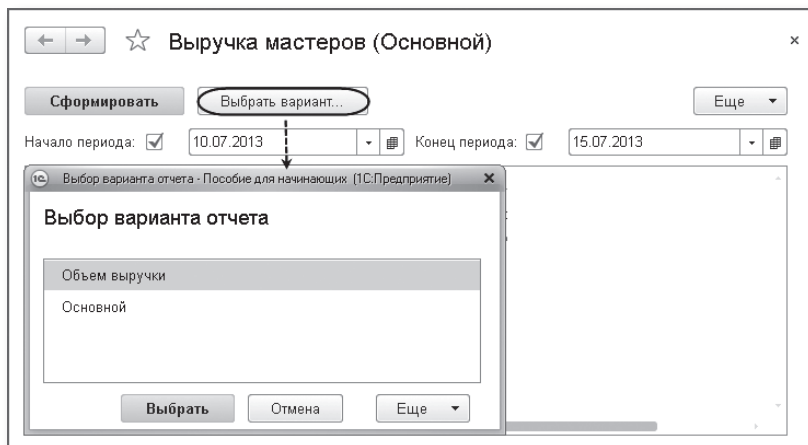 Выручка мастеров (Основной)
Сформировать Выбрать вариант... Еще
Начало периода: 10.07.2013 Конец периода: 15.07.2013
1С Выбор варианта отчета - Пособие для начинающих (1С:Предприятие)
Выбор варианта отчета
Объем выручки
Основной
Выбрать Отмена Еще